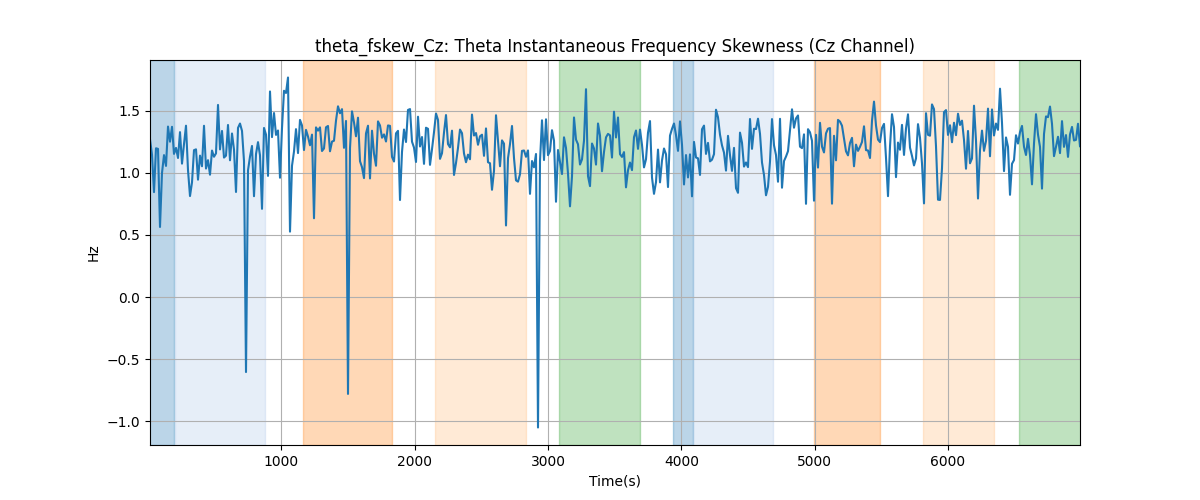 theta_fskew_Cz: Theta Instantaneous Frequency Skewness (Cz Channel)
Hz
1.5
1.0
0.5
0.0
−0.5
−1.0
1000 2000 3000 4000 5000 6000
Time(s)